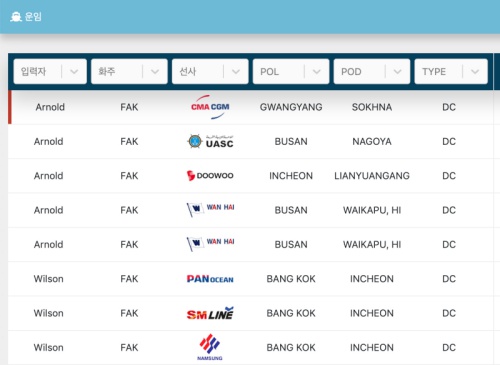 운임
입력자 화주 선사 POL POD TYPE
Arnold FAK CMA CGM GWANGYANG SOKHNA DC
Arnold FAK UASC BUSAN NAGOYA DC
Arnold FAK DOOWOO INCHEON LIANYUANGANG DC
Arnold FAK WAN HAI BUSAN WAIKAPU, HI DC
Arnold FAK WAN HAI BUSAN WAIKAPU, HI DC
Wilson FAK PAN OCEAN BANG KOK INCHEON DC
Wilson FAK SM LINE BANG KOK INCHEON DC
Wilson FAK NAMSUNG BANG KOK INCHEON DC